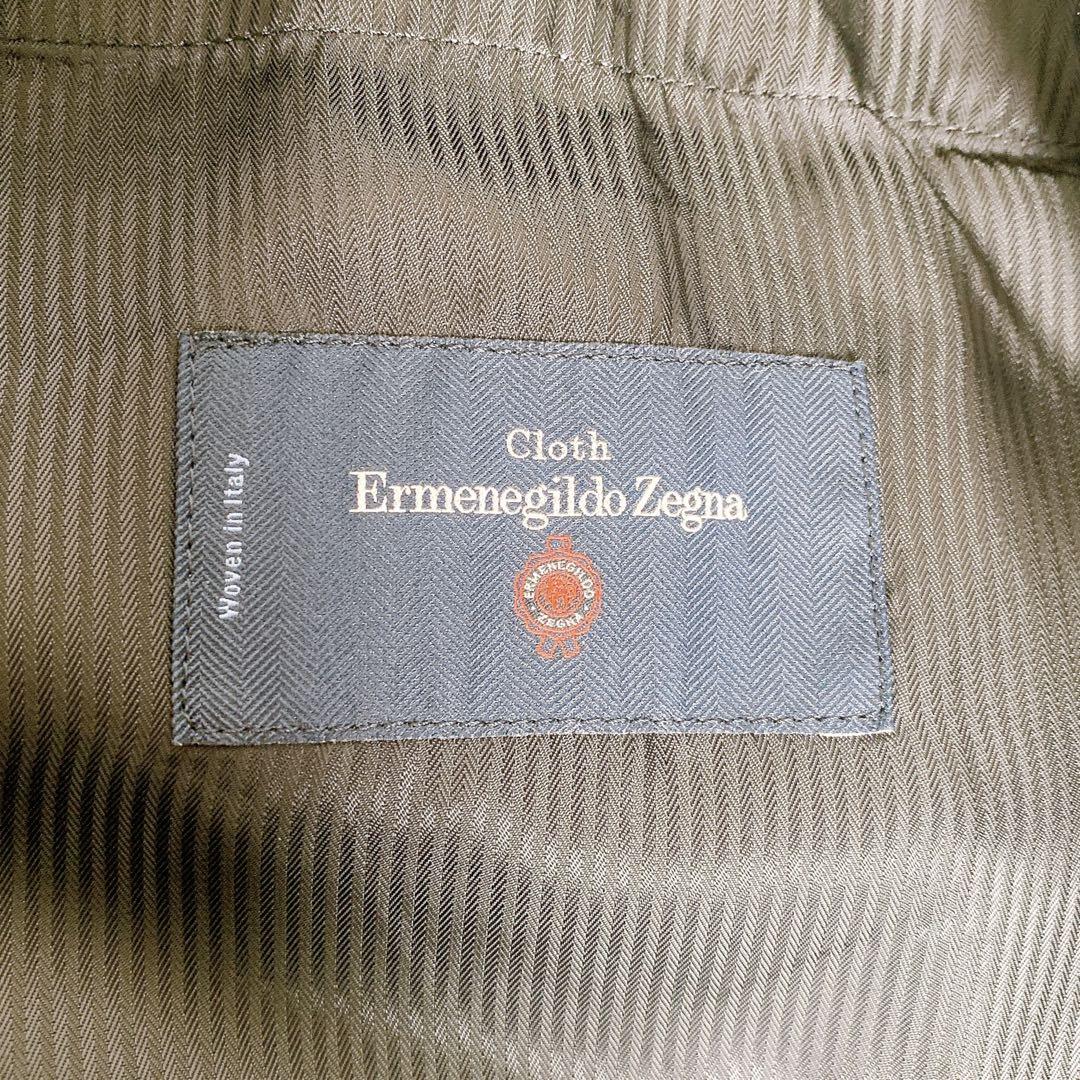 Cloth
Ermenegildo Zegna
ERMENEGILDO
ZEGNA
Woven in Italy